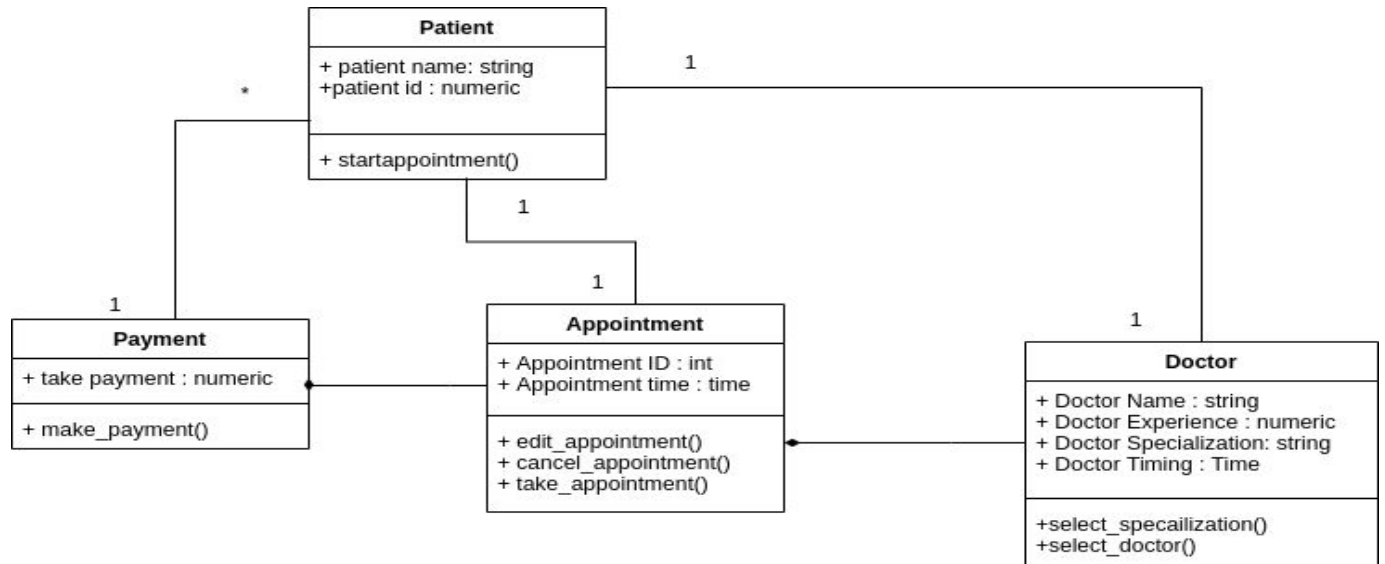 Patient
+ patient name: string
+patient id : numeric
+ startappointment()
1
*
1
1
1
1
Payment
+ take payment : numeric
+ make_payment()
Appointment
+ Appointment ID : int
+ Appointment time : time
+ edit_appointment()
+ cancel_appointment()
+ take_appointment()
Doctor
+ Doctor Name : string
+ Doctor Experience : numeric
+ Doctor Specialization: string
+ Doctor Timing : Time
+select_specailization()
+select_doctor()